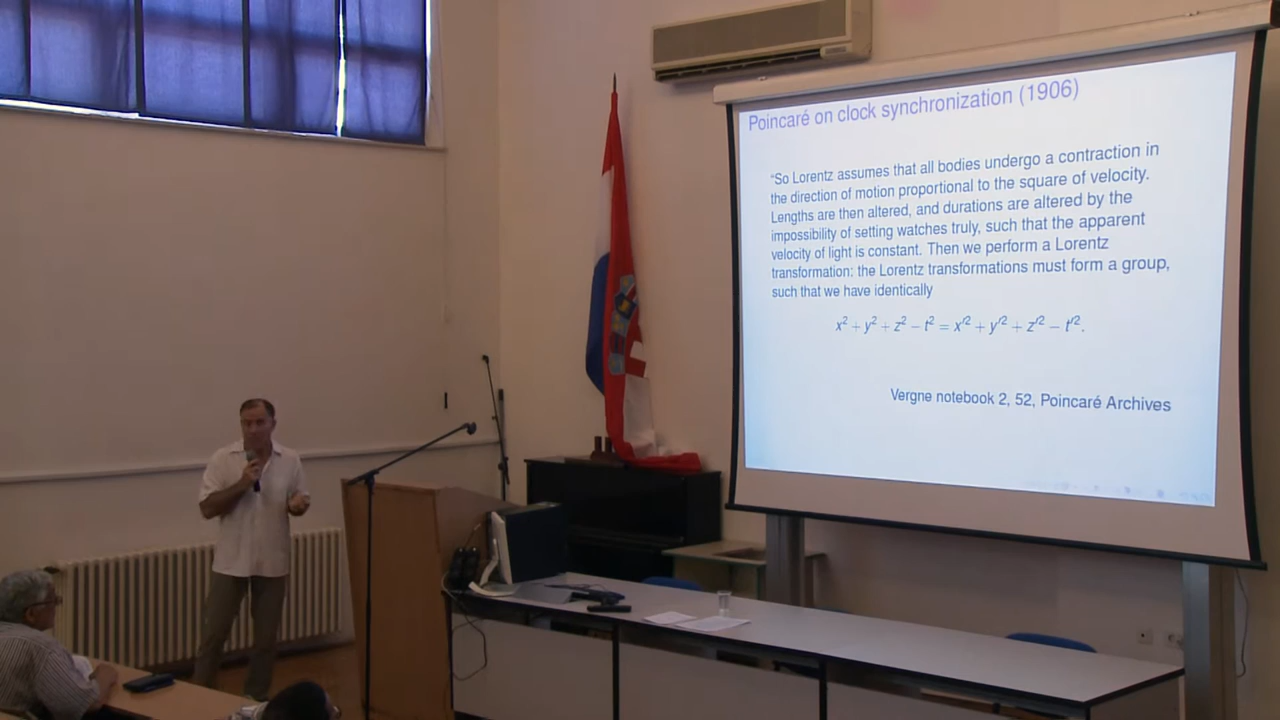 Poincaré on clock synchronization (1906)
“So Lorentz assumes that all bodies undergo a contraction in
the direction of motion proportional to the square of velocity.
Lengths are then altered, and durations are altered by the
impossibility of setting watches truly, such that the apparent
velocity of light is constant. Then we perform a Lorentz
transformation: the Lorentz transformations must form a group,
such that we have identically
x² + y² + z² − t² = x′² + y′² + z′² − t′².
Vergne notebook 2, 52, Poincaré Archives